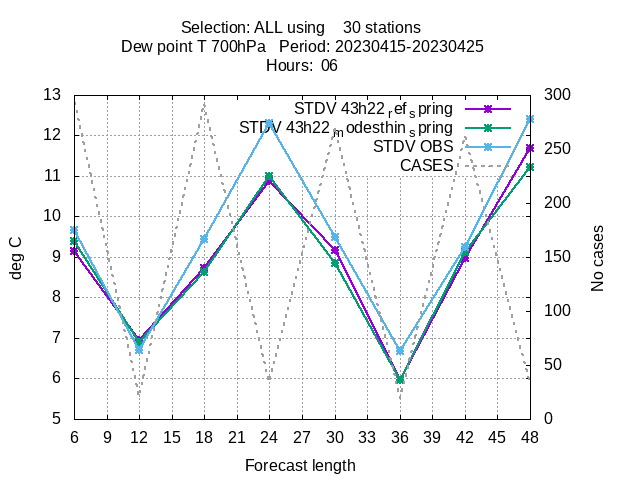 Selection: ALL using    30 stations
Dew point T 700hPa   Period: 20230415-20230425
Hours:  06
13 300
12 250
11
10 200
9 150
8 100
7
6 50
5 0
STDV 43h22_ref_spring
STDV 43h22_modesthin_spring
STDV OBS
CASES
deg C
No cases
6 9 12 15 18 21 24 27 30 33 36 39 42 45 48
Forecast length